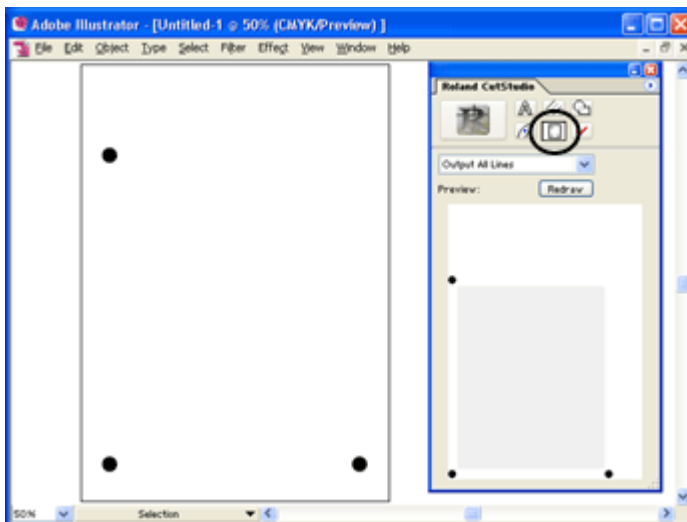 Adobe Illustrator - [Untitled-1 @ 50% (CMYK/Preview) ]
File Edit Object Type Select Filter Effect View Window Help
Roland CutStudio
Output All Lines
Preview: Redraw
50% Selection